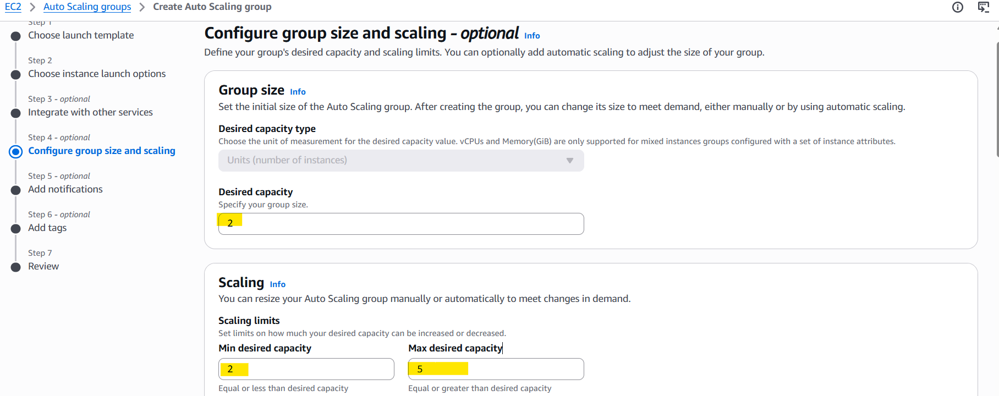 EC2 > Auto Scaling groups > Create Auto Scaling group
Step 1
Choose launch template
Step 2
Choose instance launch options
Step 3 - optional
Integrate with other services
Step 4 - optional
Configure group size and scaling
Step 5 - optional
Add notifications
Step 6 - optional
Add tags
Step 7
Review
Configure group size and scaling - optional Info
Define your group's desired capacity and scaling limits. You can optionally add automatic scaling to adjust the size of your group.
Group size Info
Set the initial size of the Auto Scaling group. After creating the group, you can change its size to meet demand, either manually or by using automatic scaling.
Desired capacity type
Choose the unit of measurement for the desired capacity value. vCPUs and Memory(GiB) are only supported for mixed instances groups configured with a set of instance attributes.
Units (number of instances)
Desired capacity
Specify your group size.
2
Scaling Info
You can resize your Auto Scaling group manually or automatically to meet changes in demand.
Scaling limits
Set limits on how much your desired capacity can be increased or decreased.
Min desired capacity Max desired capacity
2 5
Equal or less than desired capacity Equal or greater than desired capacity